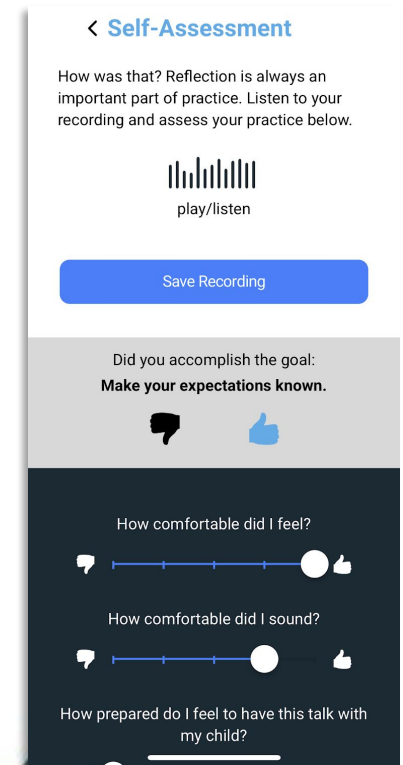 Self-Assessment
How was that? Reflection is always an
important part of practice. Listen to your
recording and assess your practice below.
play/listen
Save Recording
Did you accomplish the goal:
Make your expectations known.
How comfortable did I feel?
How comfortable did I sound?
How prepared do I feel to have this talk with
my child?